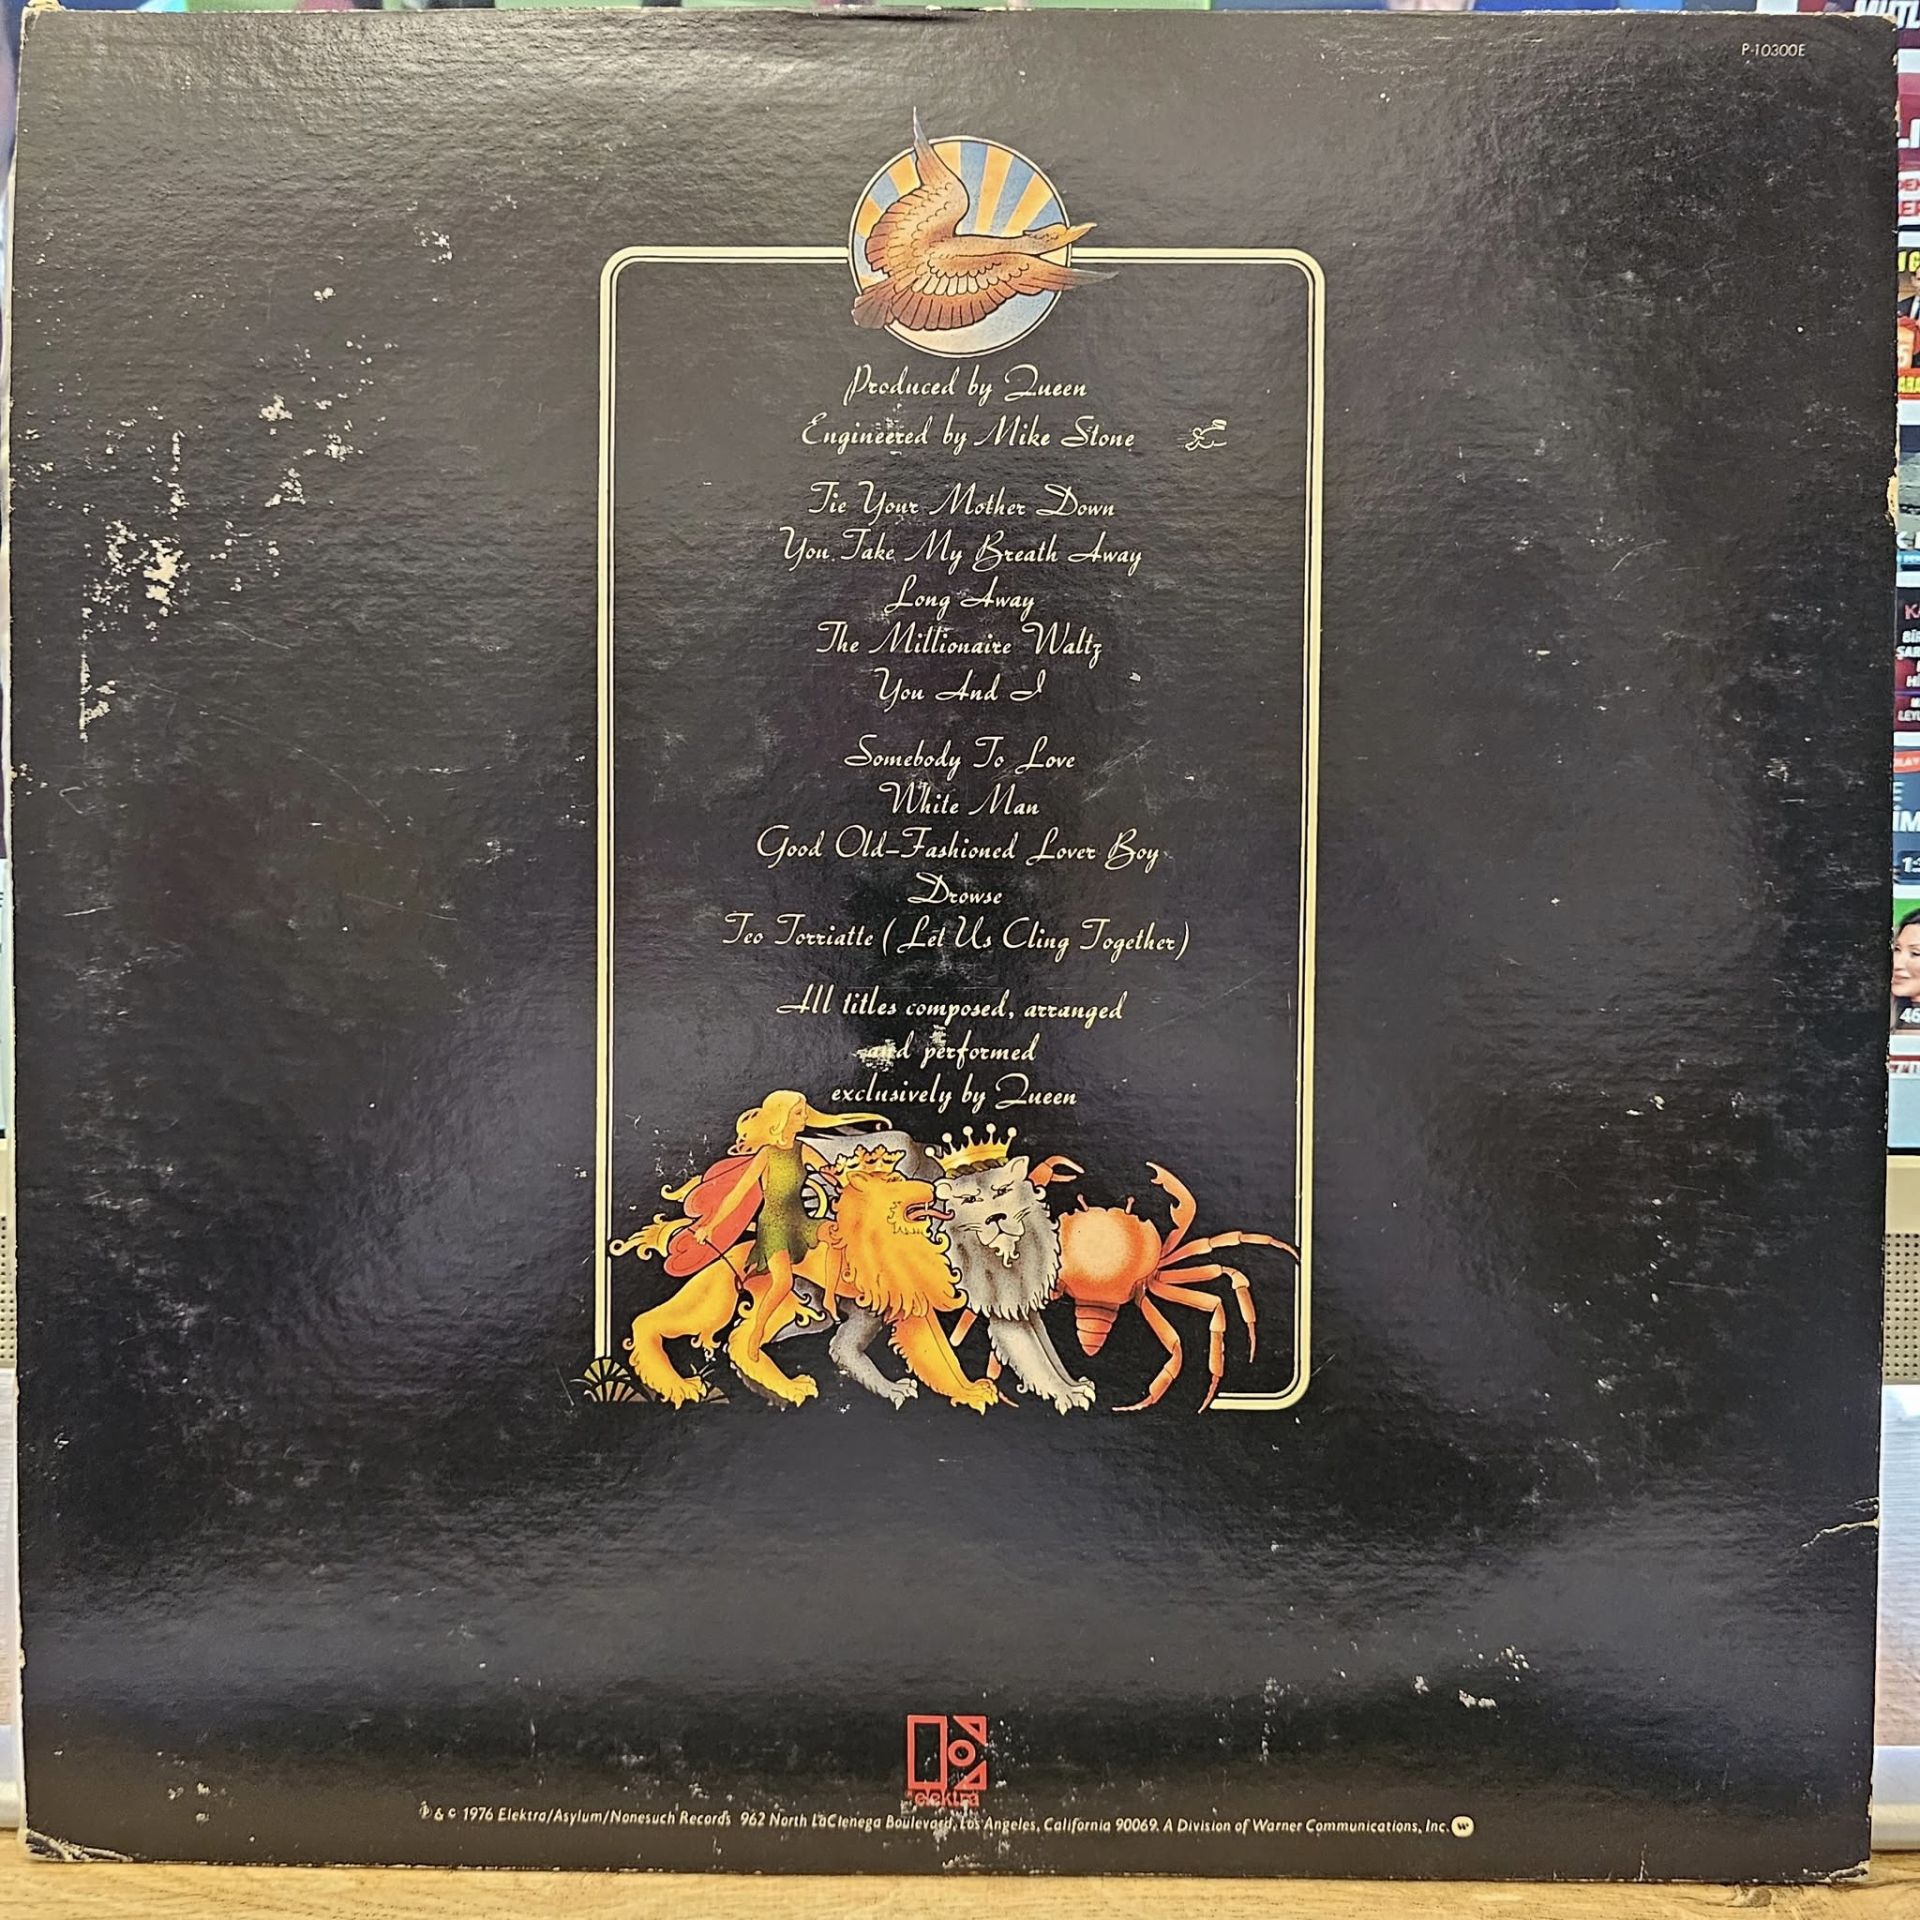 P-10300E
Produced by Queen
Engineered by Mike Stone
Tie Your Mother Down
You Take My Breath Away
Long Away
The Millionaire Waltz
You And I
Somebody To Love
White Man
Good Old-Fashioned Lover Boy
Drowse
Teo Torriatte (Let Us Cling Together)
All titles composed, arranged
and performed
exclusively by Queen
elektra
℗ & © 1976 Elektra/Asylum/Nonesuch Records 962 North LaCienega Boulevard, Los Angeles, California 90069. A Division of Warner Communications, Inc. W